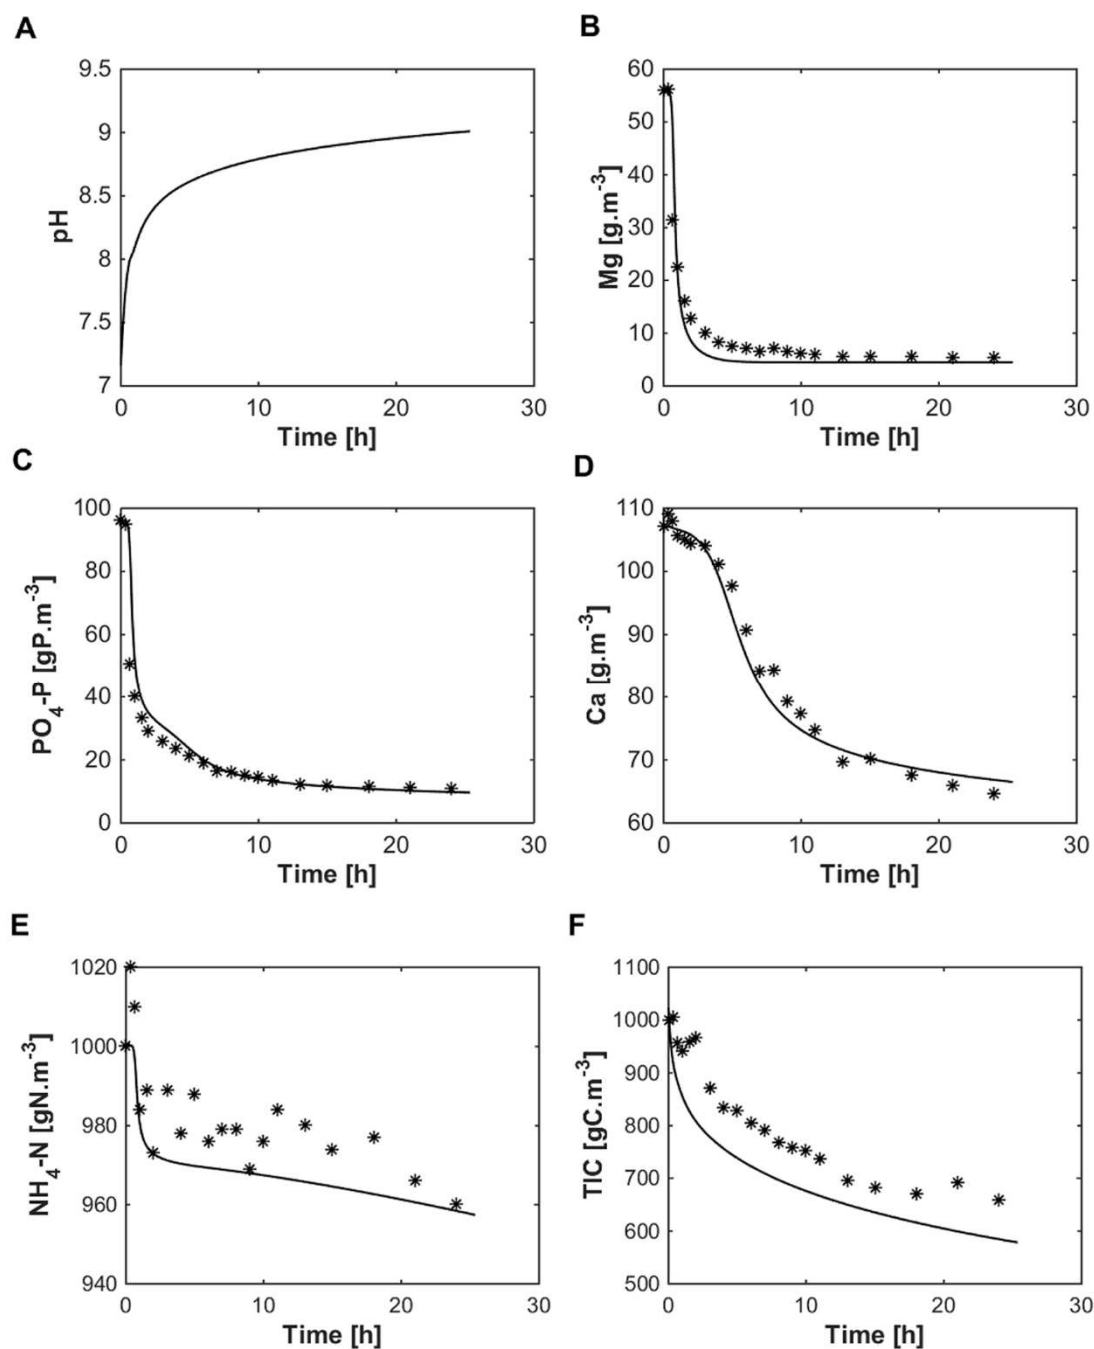 A
9.5
9
8.5
8
7.5
7
pH
0 10 20 30
Time [h]
B
60
50
40
30
20
10
0
Mg [g.m⁻³]
0 10 20 30
Time [h]
C
100
80
60
40
20
0
PO₄-P [gP.m⁻³]
0 10 20 30
Time [h]
D
110
100
90
80
70
60
Ca [g.m⁻³]
0 10 20 30
Time [h]
E
1020
1000
980
960
940
NH₄-N [gN.m⁻³]
0 10 20 30
Time [h]
F
1100
1000
900
800
700
600
500
TIC [gC.m⁻³]
0 10 20 30
Time [h]